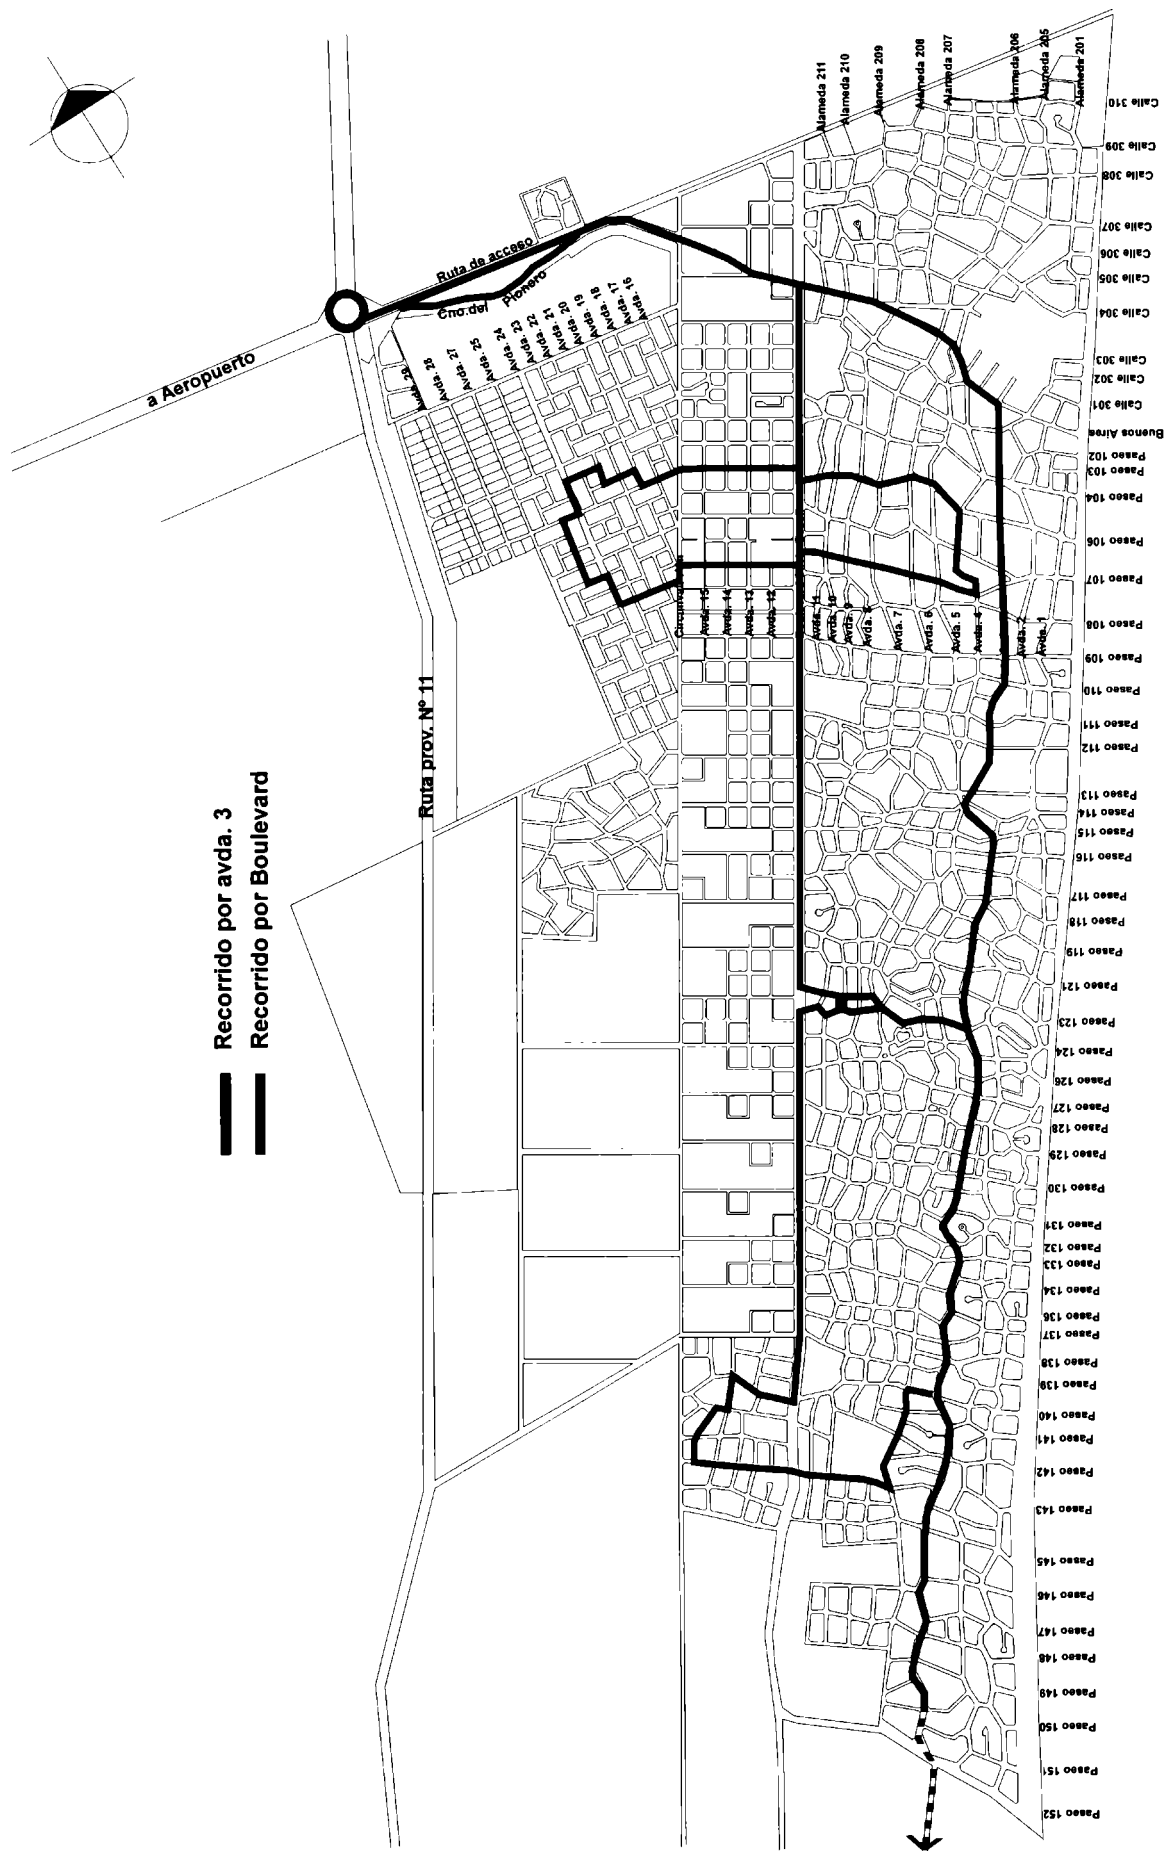 Recorrido por avda. 3
Recorrido por Boulevard
a Aeropuerto
Ruta de acceso
Cno. del Pionero
Ruta prov. Nº 11
Avda. 29
Avda. 28
Avda. 27
Avda. 25
Avda. 24
Avda. 23
Avda. 22
Avda. 21
Avda. 20
Avda. 19
Avda. 18
Avda. 17
Avda. 16
Avda. 15
Avda. 14
Avda. 13
Avda. 12
Avda. 11
Avda. 10
Avda. 9
Avda. 8
Avda. 7
Avda. 6
Avda. 5
Avda. 4
Avda. 2
Avda. 1
Alameda 211
Alameda 210
Alameda 209
Alameda 208
Alameda 207
Alameda 206
Alameda 205
Alameda 201
Calle 310
Calle 309
Calle 308
Calle 307
Calle 306
Calle 305
Calle 304
Calle 303
Calle 302
Calle 301
Buenos Aires
Paseo 102
Paseo 103
Paseo 104
Paseo 106
Paseo 107
Paseo 108
Paseo 109
Paseo 110
Paseo 111
Paseo 112
Paseo 113
Paseo 114
Paseo 115
Paseo 116
Paseo 117
Paseo 118
Paseo 119
Paseo 121
Paseo 123
Paseo 124
Paseo 126
Paseo 127
Paseo 128
Paseo 129
Paseo 130
Paseo 131
Paseo 132
Paseo 133
Paseo 134
Paseo 136
Paseo 137
Paseo 138
Paseo 139
Paseo 140
Paseo 141
Paseo 142
Paseo 143
Paseo 145
Paseo 146
Paseo 147
Paseo 148
Paseo 149
Paseo 150
Paseo 151
Paseo 152